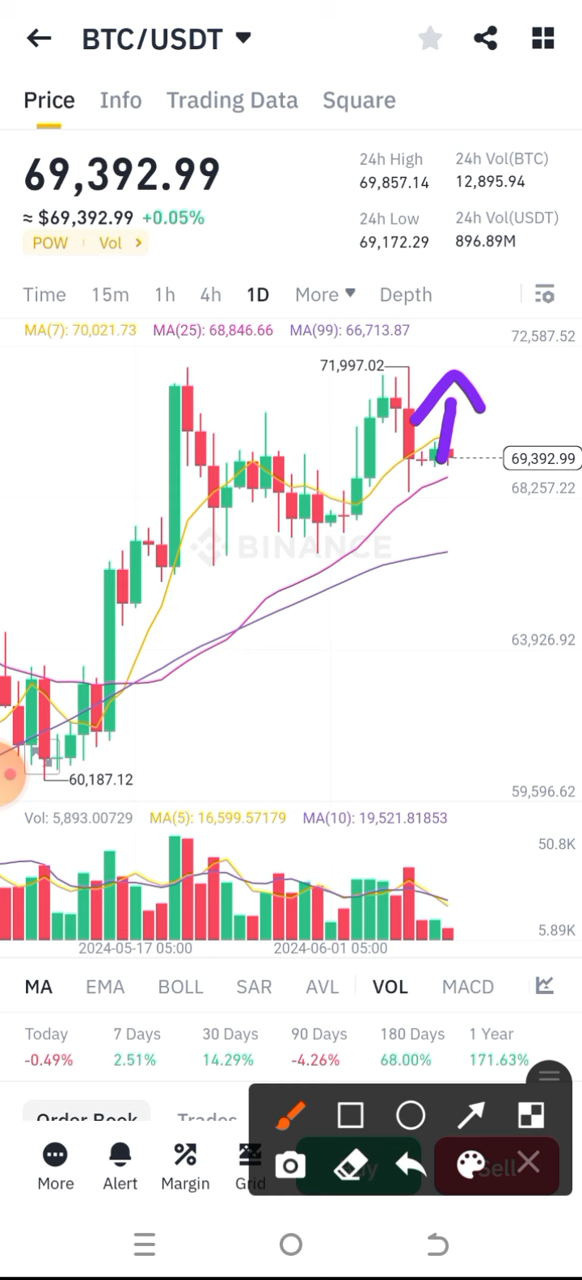 BTC/USDT
Price Info Trading Data Square
69,392.99
≈ $69,392.99 +0.05%
POW Vol
24h High 24h Vol(BTC)
69,857.14 12,895.94
24h Low 24h Vol(USDT)
69,172.29 896.89M
Time 15m 1h 4h 1D More Depth
MA(7): 70,021.73 MA(25): 68,846.66 MA(99): 66,713.87
72,587.52
71,997.02
69,392.99
68,257.22
BINANCE
63,926.92
60,187.12
59,596.62
Vol: 5,893.00729 MA(5): 16,599.57179 MA(10): 19,521.81853
50.8K
5.89K
2024-05-17 05:00 2024-06-01 05:00
MA EMA BOLL SAR AVL VOL MACD
Today 7 Days 30 Days 90 Days 180 Days 1 Year
-0.49% 2.51% 14.29% -4.26% 68.00% 171.63%
Order Book Trades
More Alert Margin Grid
Sell